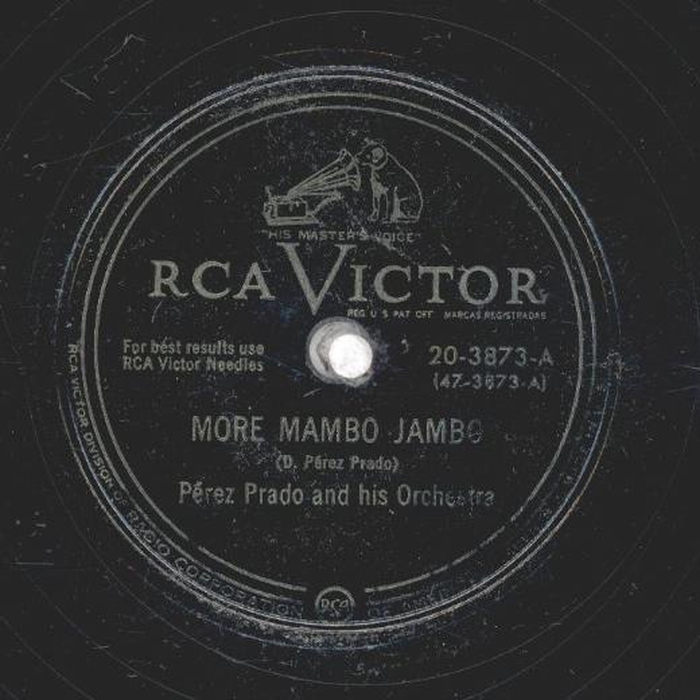 "HIS MASTER'S VOICE"
RCA VICTOR
REG U S PAT OFF MARCAS REGISTRADAS
For best results use
RCA Victor Needles
20-3873-A
(47-3873-A)
MORE MAMBO JAMBO
(D. Pérez Prado)
Pérez Prado and his Orchestra
RCA VICTOR DIVISION OF RADIO CORPORATION OF
RCA